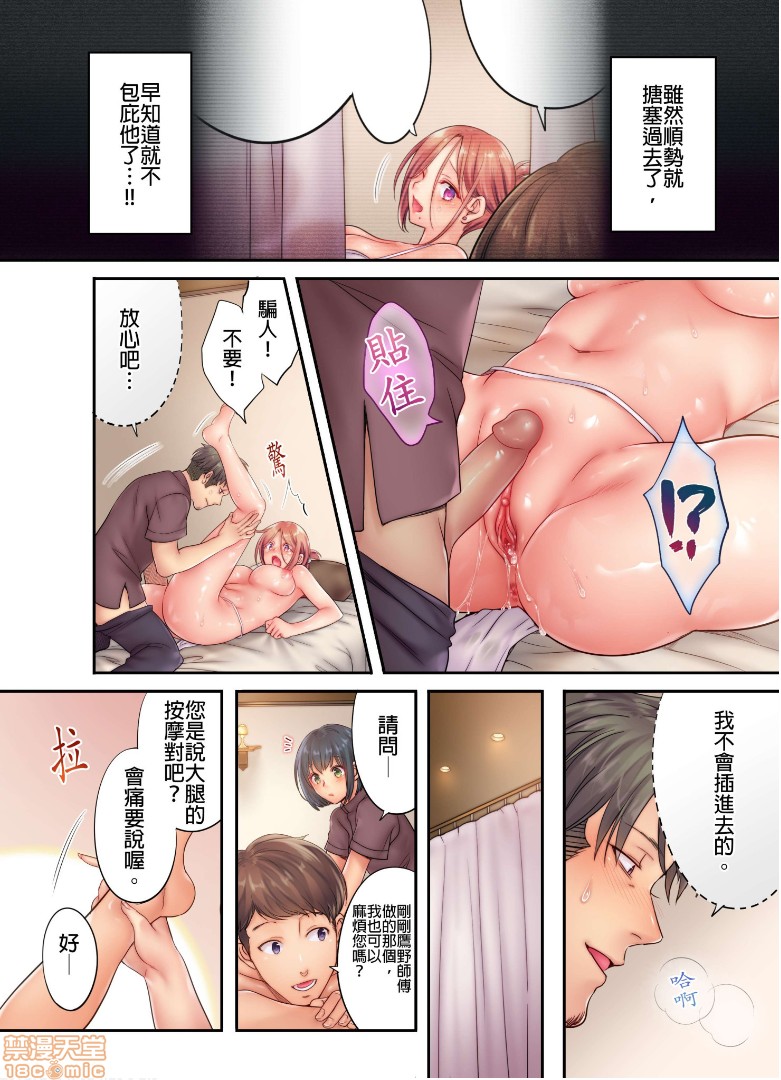 雖然順勢就
搪塞過去了，
早知道就不
包庇他了…!!
貼住
!?
騙人！
不要！
驚
放心吧…
我不會插進去的。
哈啊
請問—
剛剛鷹野師傅
做的那個，
我也可以
麻煩您嗎？
您是說大腿的
按摩對吧？
會痛要說喔。
拉
好—
禁漫天堂
18comic